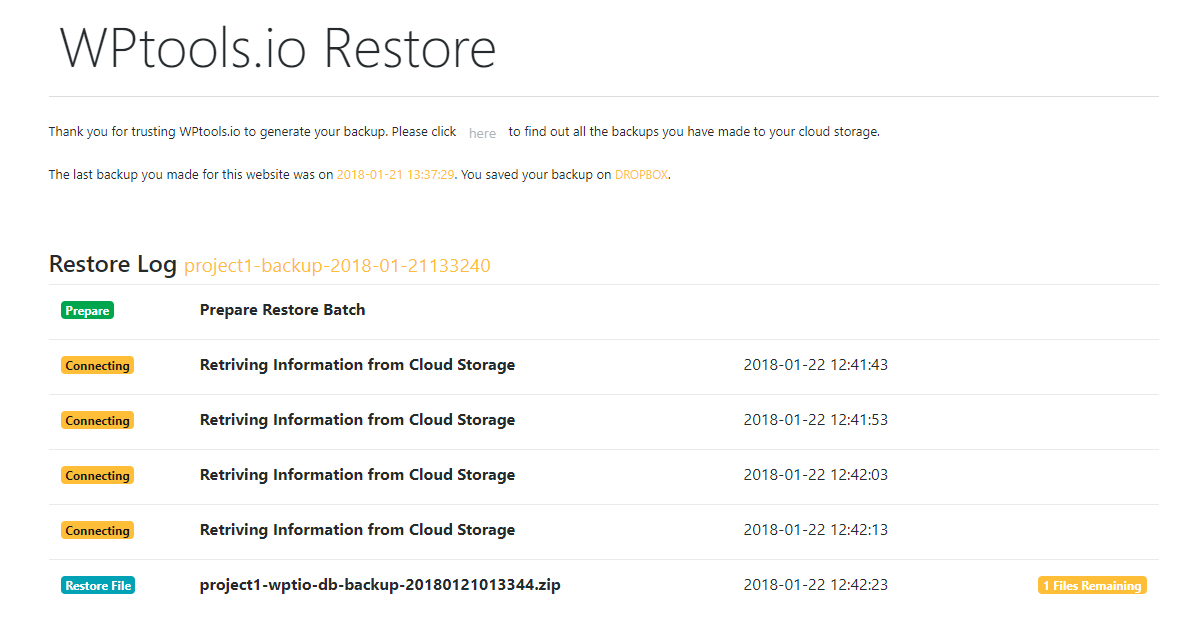 WPtools.io Restore
Thank you for trusting WPtools.io to generate your backup. Please click here to find out all the backups you have made to your cloud storage.
The last backup you made for this website was on 2018-01-21 13:37:29. You saved your backup on DROPBOX.
Restore Log project1-backup-2018-01-21133240
Prepare Prepare Restore Batch
Connecting Retriving Information from Cloud Storage 2018-01-22 12:41:43
Connecting Retriving Information from Cloud Storage 2018-01-22 12:41:53
Connecting Retriving Information from Cloud Storage 2018-01-22 12:42:03
Connecting Retriving Information from Cloud Storage 2018-01-22 12:42:13
Restore File project1-wptio-db-backup-20180121013344.zip 2018-01-22 12:42:23 1 Files Remaining